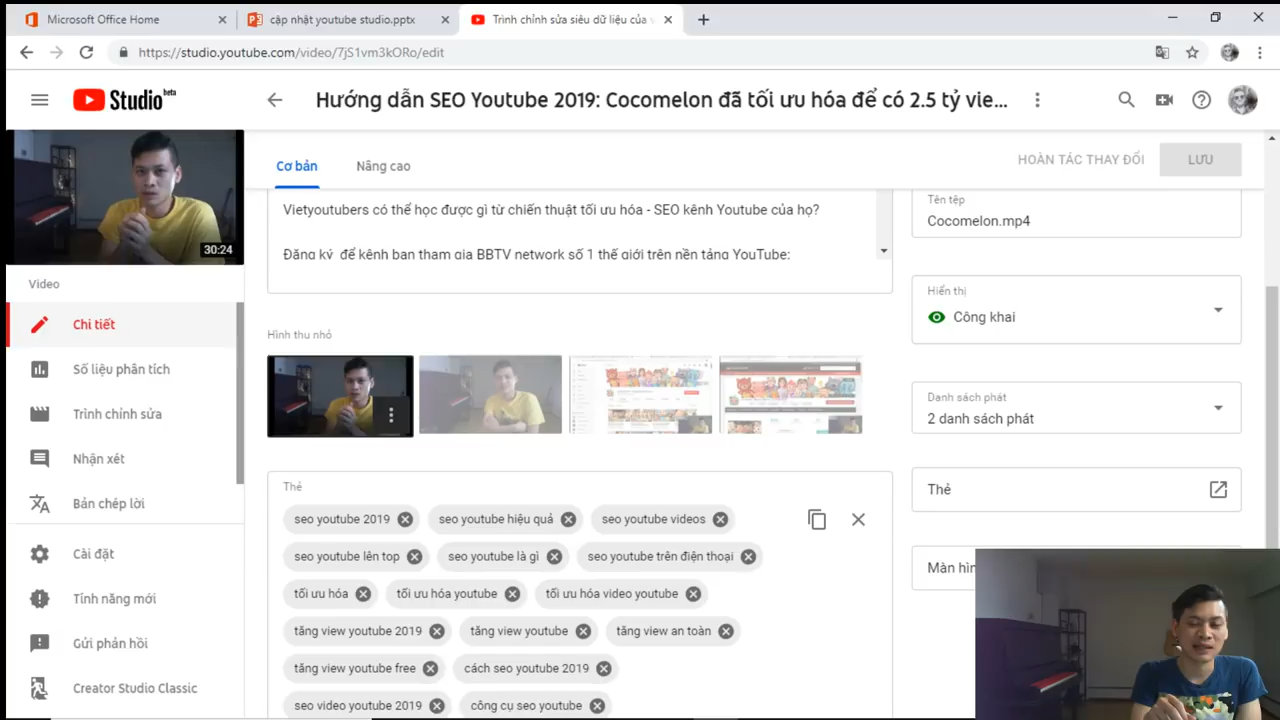 Microsoft Office Home
cập nhật youtube studio.pptx
Trình chỉnh sửa siêu dữ liệu của v
https://studio.youtube.com/video/7jS1vm3kORo/edit
Studio beta
Hướng dẫn SEO Youtube 2019: Cocomelon đã tối ưu hóa để có 2.5 tỷ vie...
Cơ bản
Nâng cao
HOÀN TÁC THAY ĐỔI
LƯU
30:24
Video
Chi tiết
Số liệu phân tích
Trình chỉnh sửa
Nhận xét
Bản chép lời
Cài đặt
Tính năng mới
Gửi phản hồi
Creator Studio Classic
Vietyoutubers có thể học được gì từ chiến thuật tối ưu hóa - SEO kênh Youtube của họ?
Đăng ký để kênh bạn tham gia BBTV network số 1 thế giới trên nền tảng YouTube:
Hình thu nhỏ
Thẻ
seo youtube 2019
seo youtube hiệu quả
seo youtube videos
seo youtube lên top
seo youtube là gì
seo youtube trên điện thoại
tối ưu hóa
tối ưu hóa youtube
tối ưu hóa video youtube
tăng view youtube 2019
tăng view youtube
tăng view an toàn
tăng view youtube free
cách seo youtube 2019
seo video youtube 2019
công cụ seo youtube
Tên tệp
Cocomelon.mp4
Hiển thị
Công khai
Danh sách phát
2 danh sách phát
Thẻ
Màn hìn